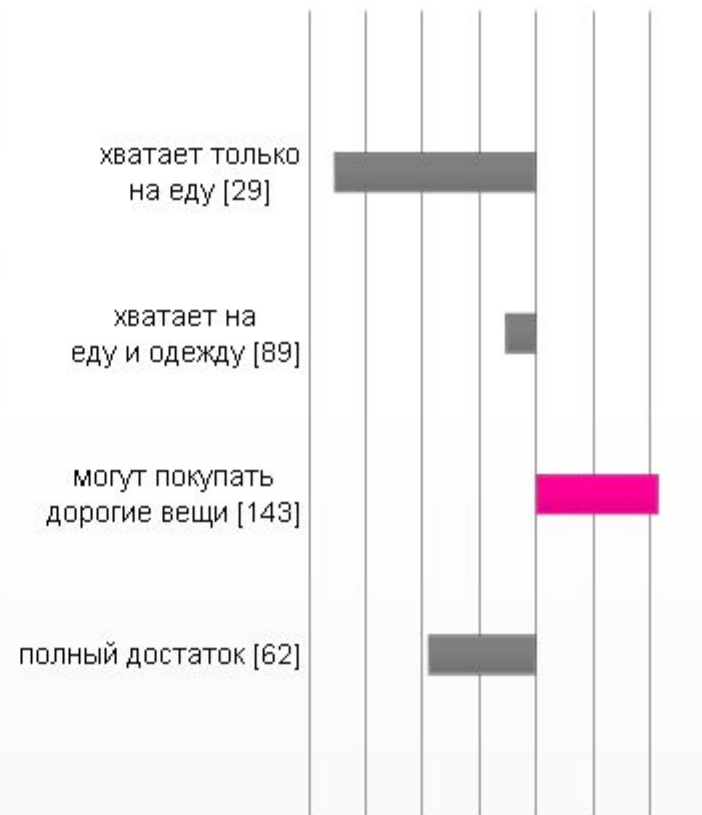 хватает только
на еду [29]
хватает на
еду и одежду [89]
могут покупать
дорогие вещи [143]
полный достаток [62]